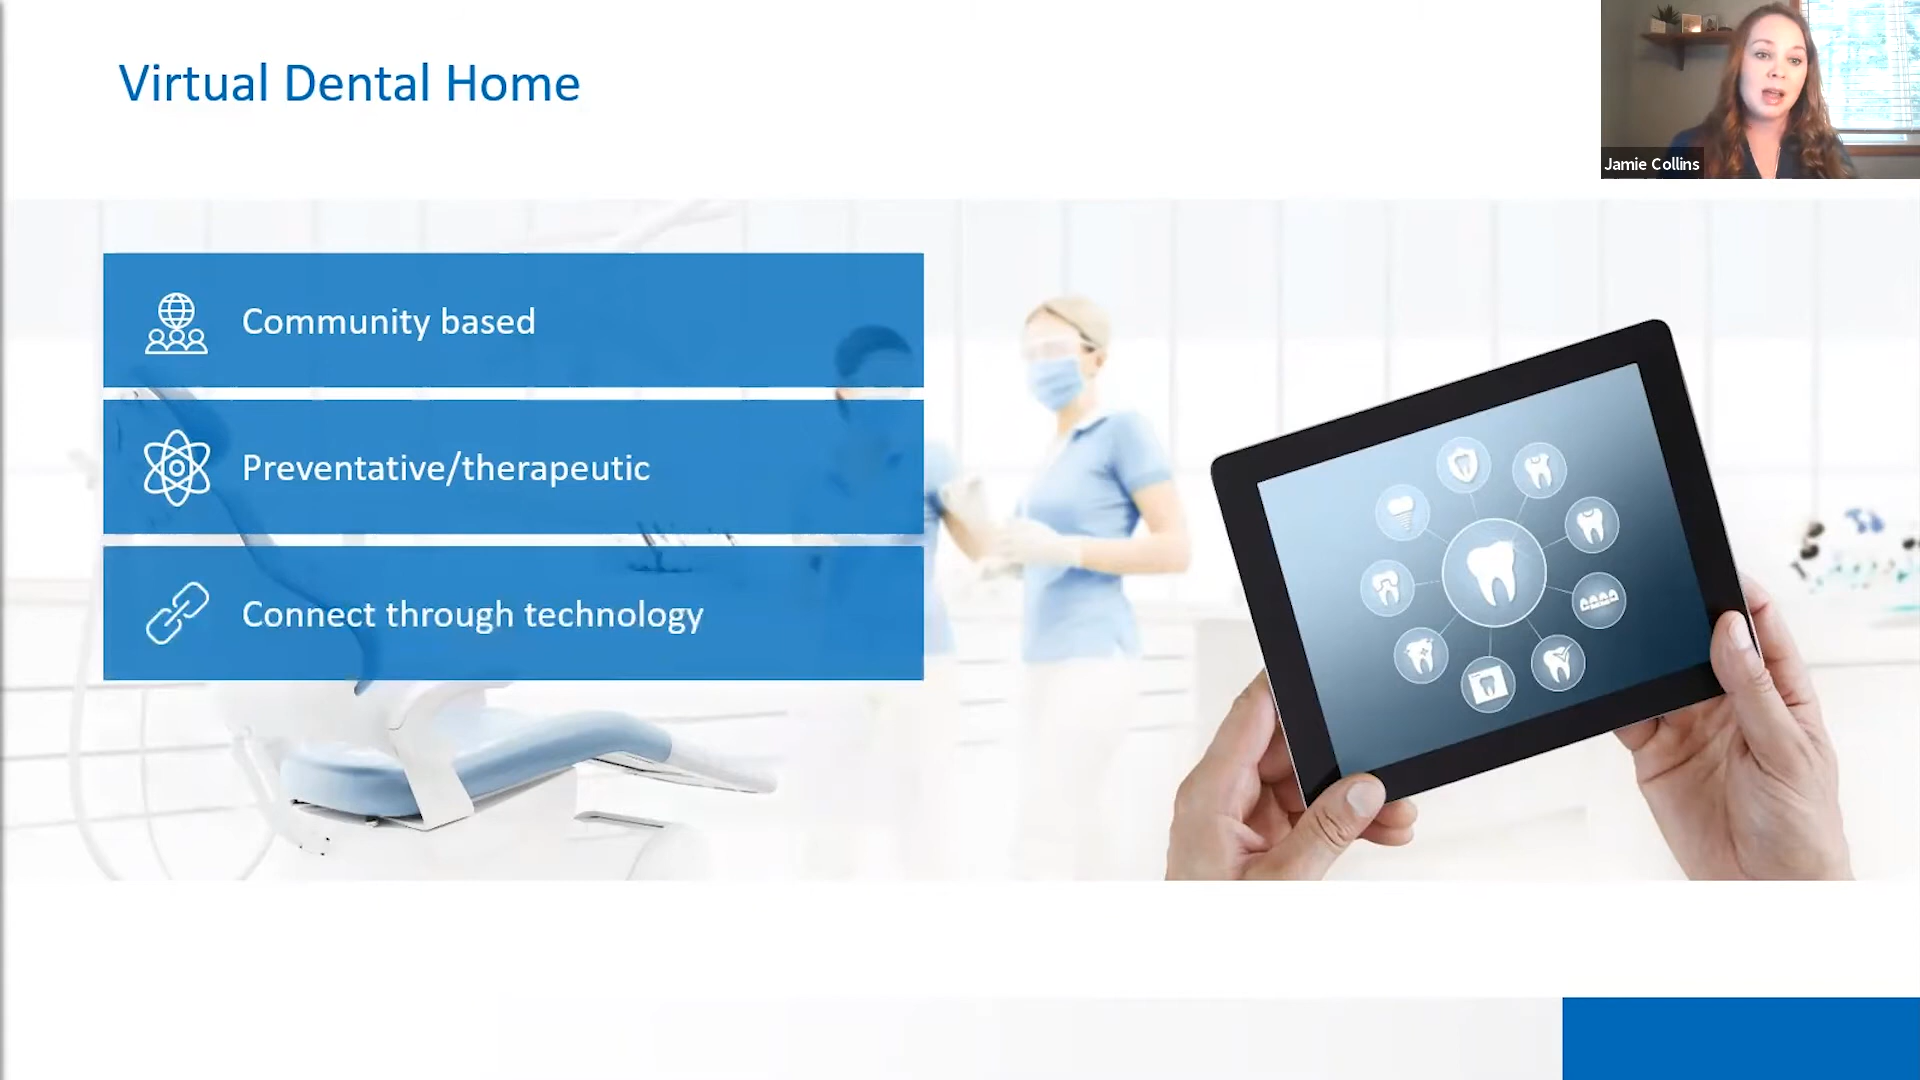 Virtual Dental Home
Jamie Collins
Community based
Preventative/therapeutic
Connect through technology